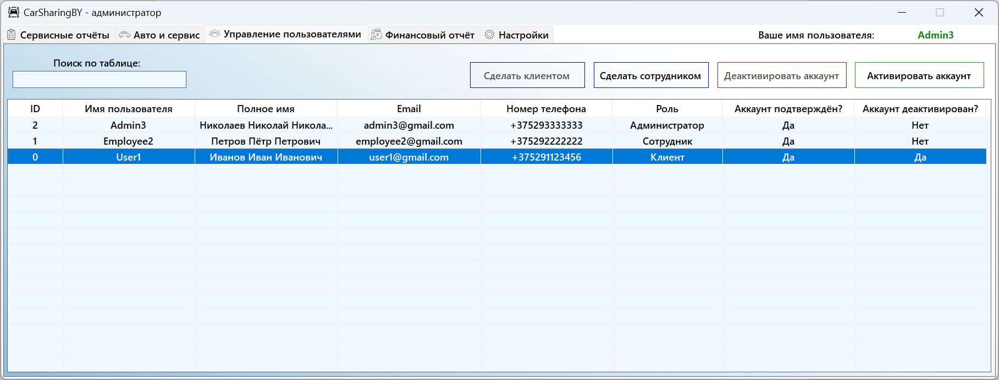 CarSharingBY - администратор
Сервисные отчёты Авто и сервис Управление пользователями Финансовый отчёт Настройки Ваше имя пользователя: Admin3
Поиск по таблице:
Сделать клиентом Сделать сотрудником Деактивировать аккаунт Активировать аккаунт
ID Имя пользователя Полное имя Email Номер телефона Роль Аккаунт подтверждён? Аккаунт деактивирован?
2 Admin3 Николаев Николай Никола... admin3@gmail.com +375293333333 Администратор Да Нет
1 Employee2 Петров Пётр Петрович employee2@gmail.com +375292222222 Сотрудник Да Нет
0 User1 Иванов Иван Иванович user1@gmail.com +375291123456 Клиент Да Да